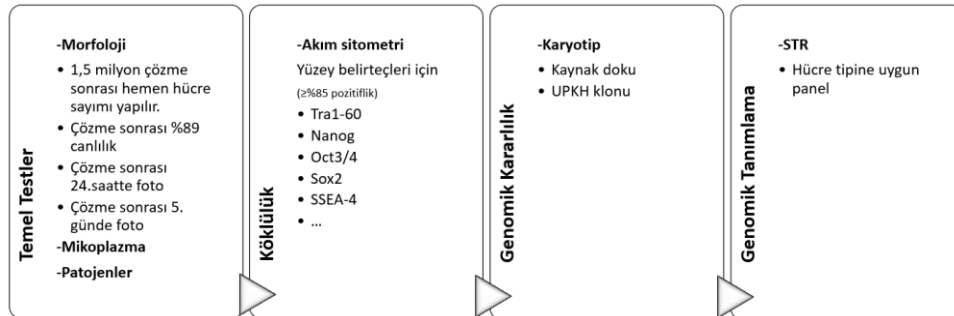 Temel Testler
-Morfoloji
• 1,5 milyon çözme
sonrası hemen hücre
sayımı yapılır.
• Çözme sonrası %89
canlılık
• Çözme sonrası
24.saatte foto
• Çözme sonrası 5.
günde foto
-Mikoplazma
-Patojenler
Köklülük
-Akım sitometri
Yüzey belirteçleri için
(≥%85 pozitiflik)
• Tra1-60
• Nanog
• Oct3/4
• Sox2
• SSEA-4
• ...
Genomik Kararlılık
-Karyotip
• Kaynak doku
• UPKH klonu
Genomik Tanımlama
-STR
• Hücre tipine uygun
panel